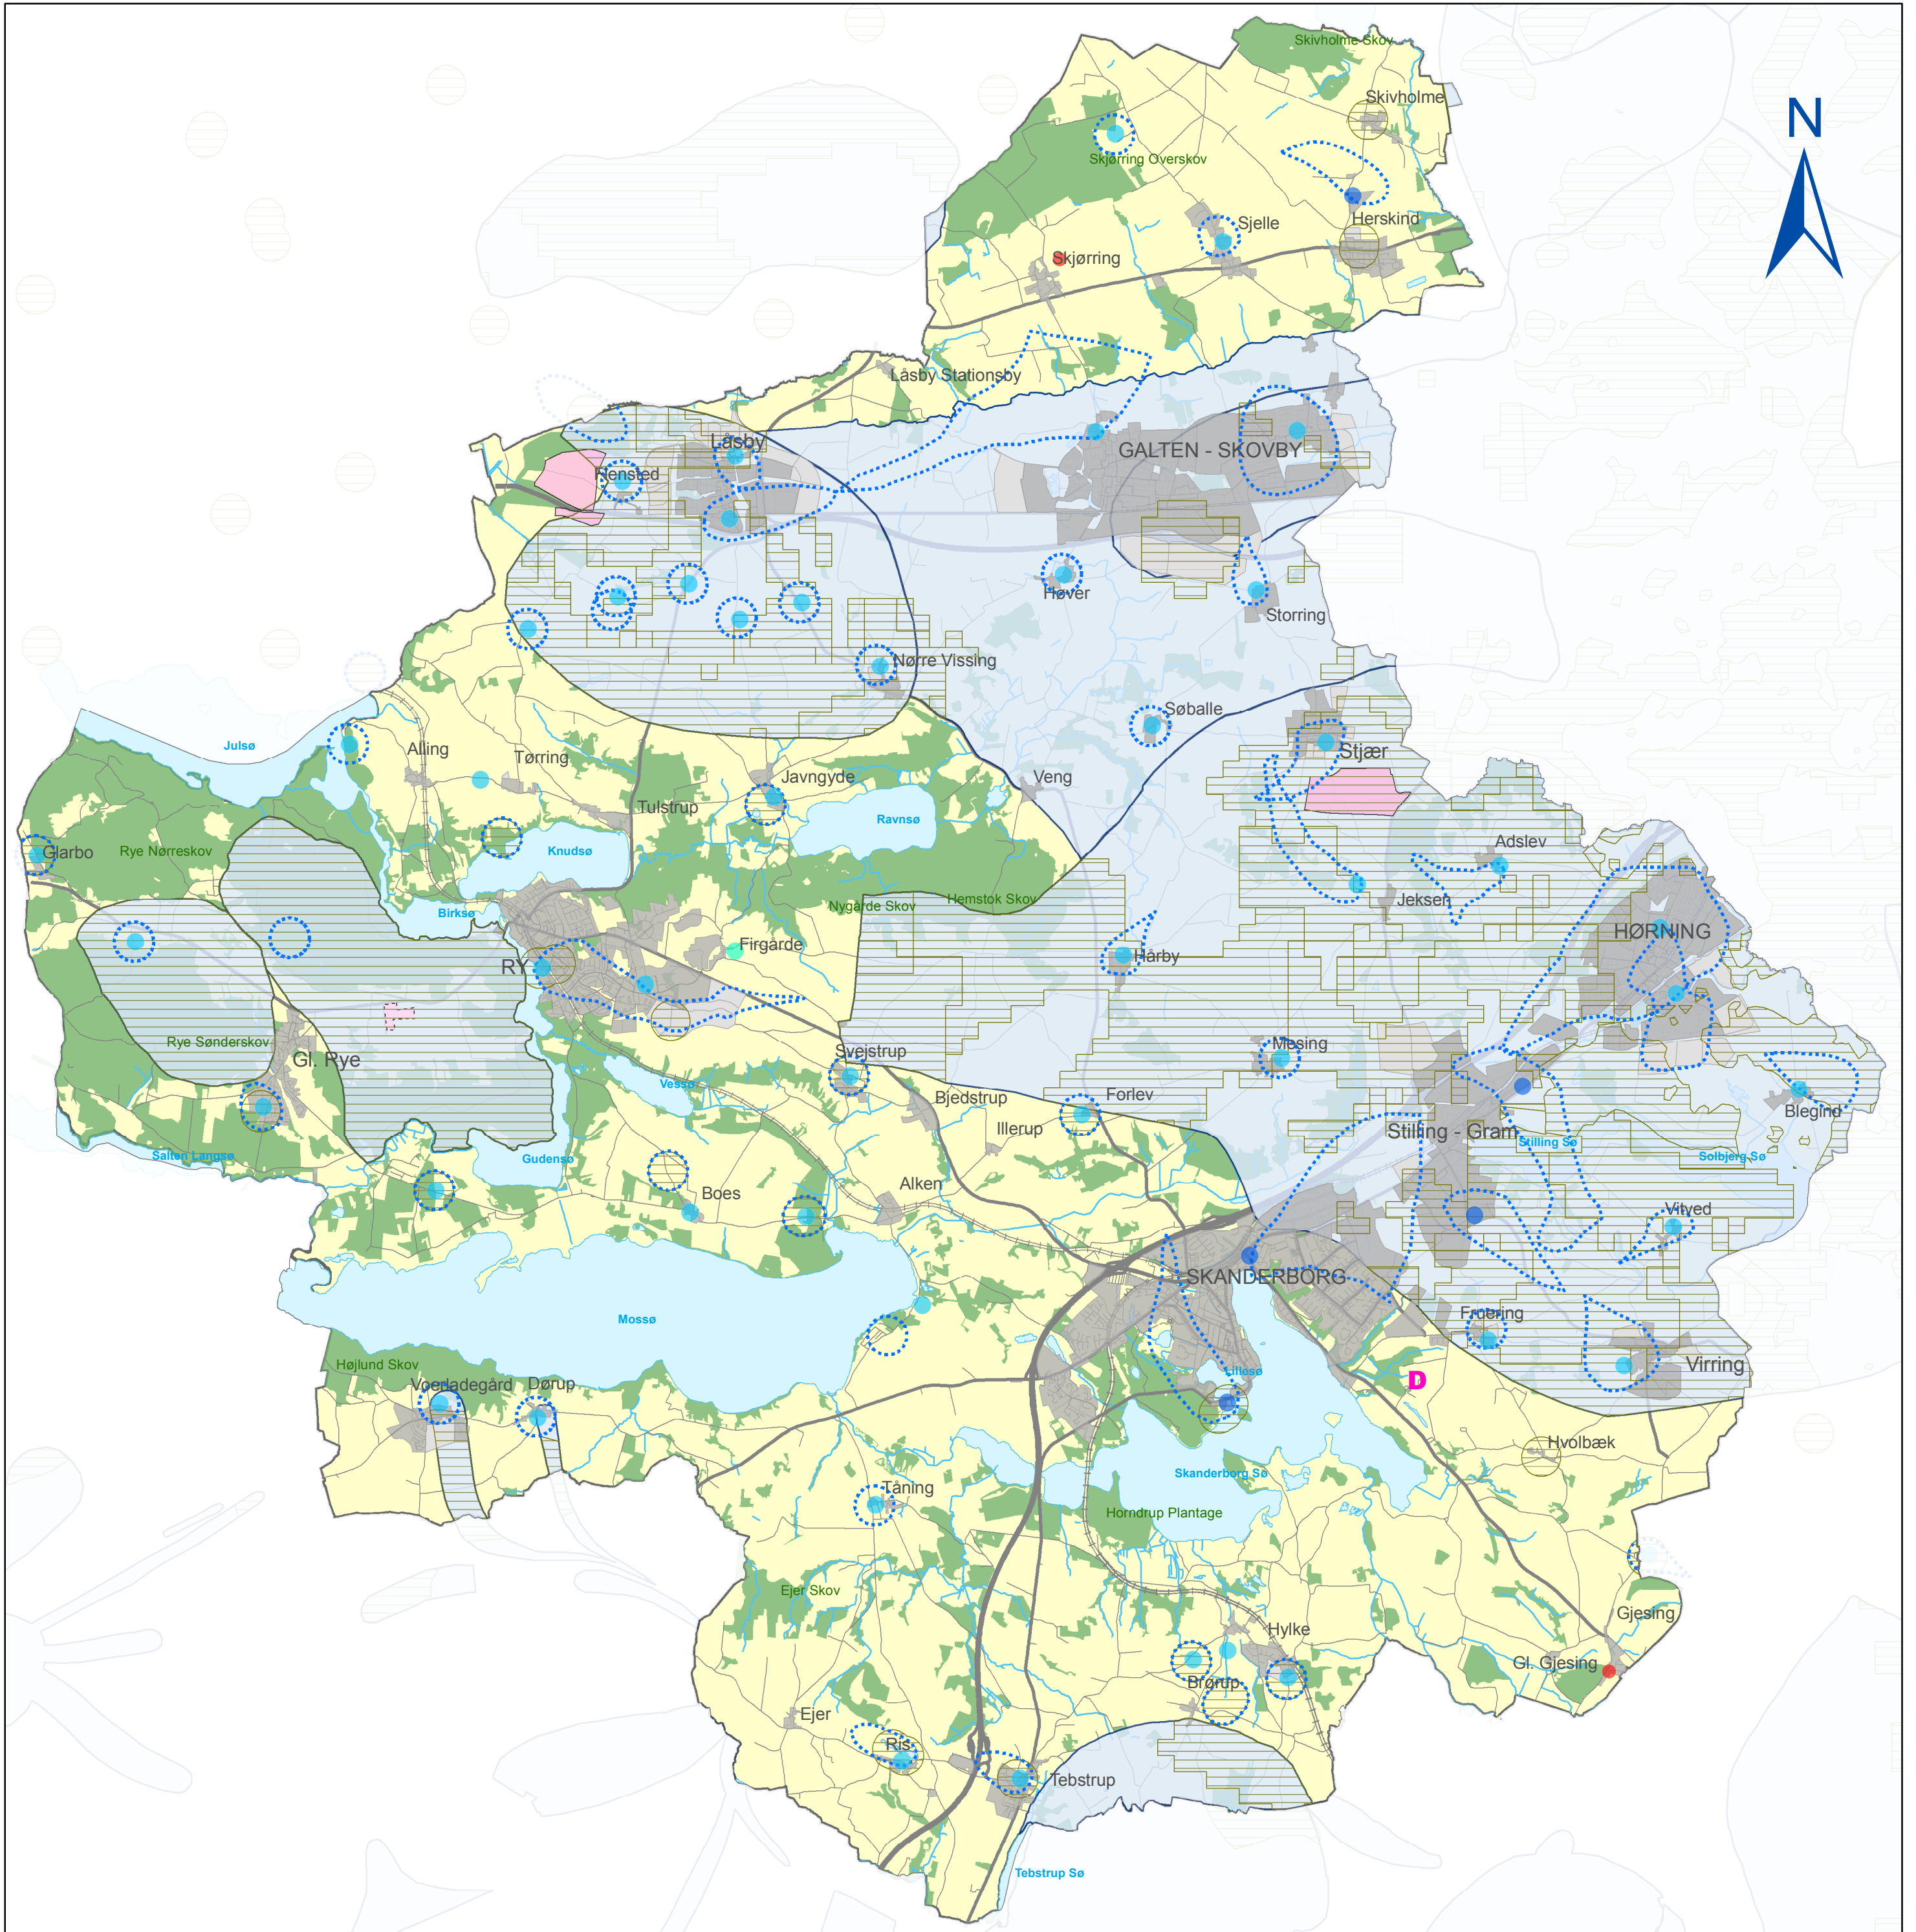 Skivholme Skov
Skivholme
N
Skjørring Overskov
Herskind
Sjelle
Skjørring
Låsby Stationsby
Låsby
GALTEN - SKOVBY
Flensted
Høver
Storring
Nørre Vissing
Søballe
Stjær
Julsø
Alling
Tørring
Javngyde
Veng
Tulstrup
Ravnsø
Adslev
Glarbo
Rye Nørreskov
Knudsø
Jeksen
Nygårde Skov
Hemstok Skov
Birksø
HØRNING
Firgårde
Hårby
RY
Rye Sønderskov
Gl. Rye
Mesing
Svejstrup
Vessø
Bjedstrup
Forlev
Blegind
Illerup
Stilling - Gram
Stilling Sø
Salten Langsø
Gudensø
Solbjerg Sø
Boes
Alken
Vitved
SKANDERBORG
Mossø
Fruering
Højlund Skov
Virring
Lillesø
Voerladegård
Dørup
D
Hvolbæk
Skanderborg Sø
Tåning
Horndrup Plantage
Ejer Skov
Gjesing
Hylke
Gl. Gjesing
Brørup
Ejer
Ris
Tebstrup
Tebstrup Sø